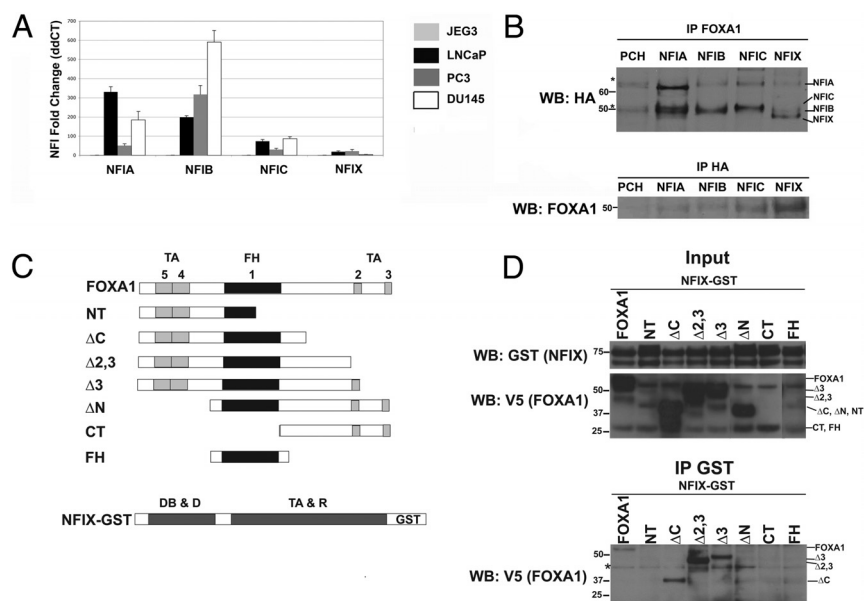 A
NFI Fold Change (ddCT)
700
600
500
400
300
200
100
0
NFIA NFIB NFIC NFIX
JEG3
LNCaP
PC3
DU145
B
IP FOXA1
PCH NFIA NFIB NFIC NFIX
WB: HA
*
60
50
*
NFIA
NFIC
NFIB
NFIX
IP HA
PCH NFIA NFIB NFIC NFIX
WB: FOXA1
50
C
TA FH TA
5 4 1 2 3
FOXA1
NT
ΔC
Δ2,3
Δ3
ΔN
CT
FH
DB & D TA & R
NFIX-GST
GST
D
Input
NFIX-GST
FOXA1 NT ΔC Δ2,3 Δ3 ΔN CT FH
WB: GST (NFIX)
75
WB: V5 (FOXA1)
50
37
25
FOXA1
Δ3
Δ2,3
ΔC, ΔN, NT
CT, FH
IP GST
NFIX-GST
FOXA1 NT ΔC Δ2,3 Δ3 ΔN CT FH
WB: V5 (FOXA1)
50
*
37
25
FOXA1
Δ3
Δ2,3
ΔC